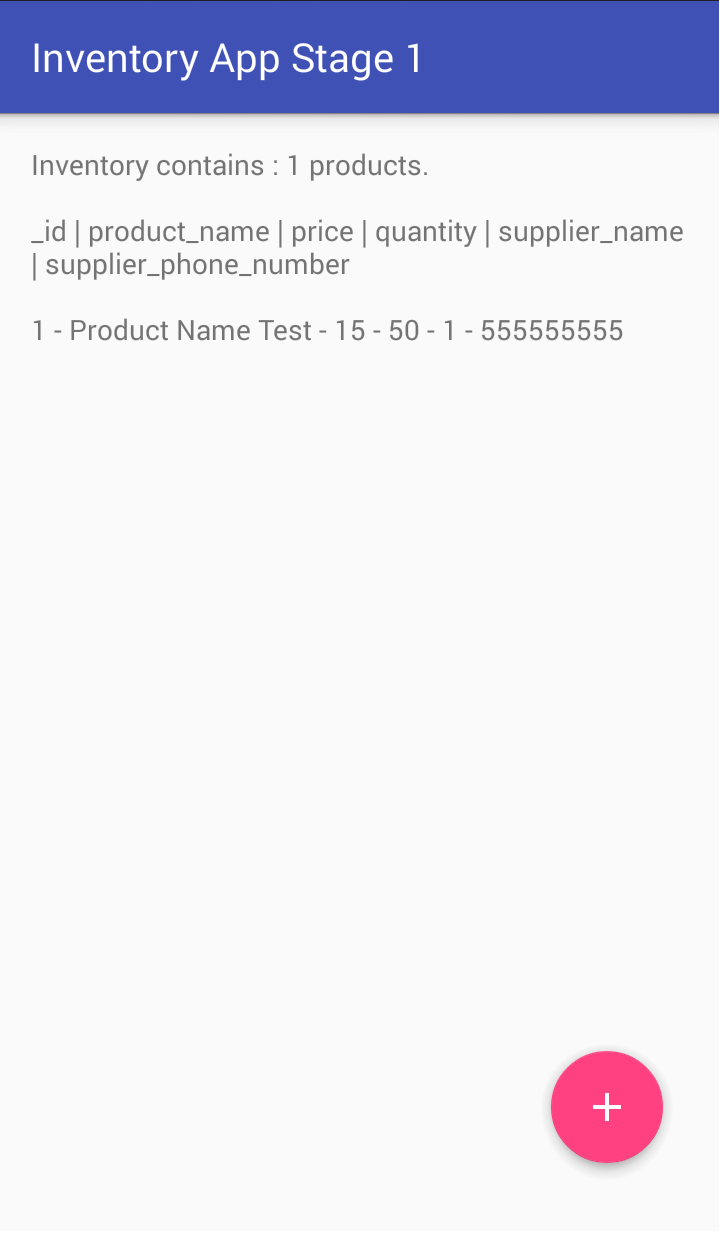 Inventory App Stage 1
Inventory contains : 1 products.
_id | product_name | price | quantity | supplier_name
| supplier_phone_number
1 - Product Name Test - 15 - 50 - 1 - 555555555